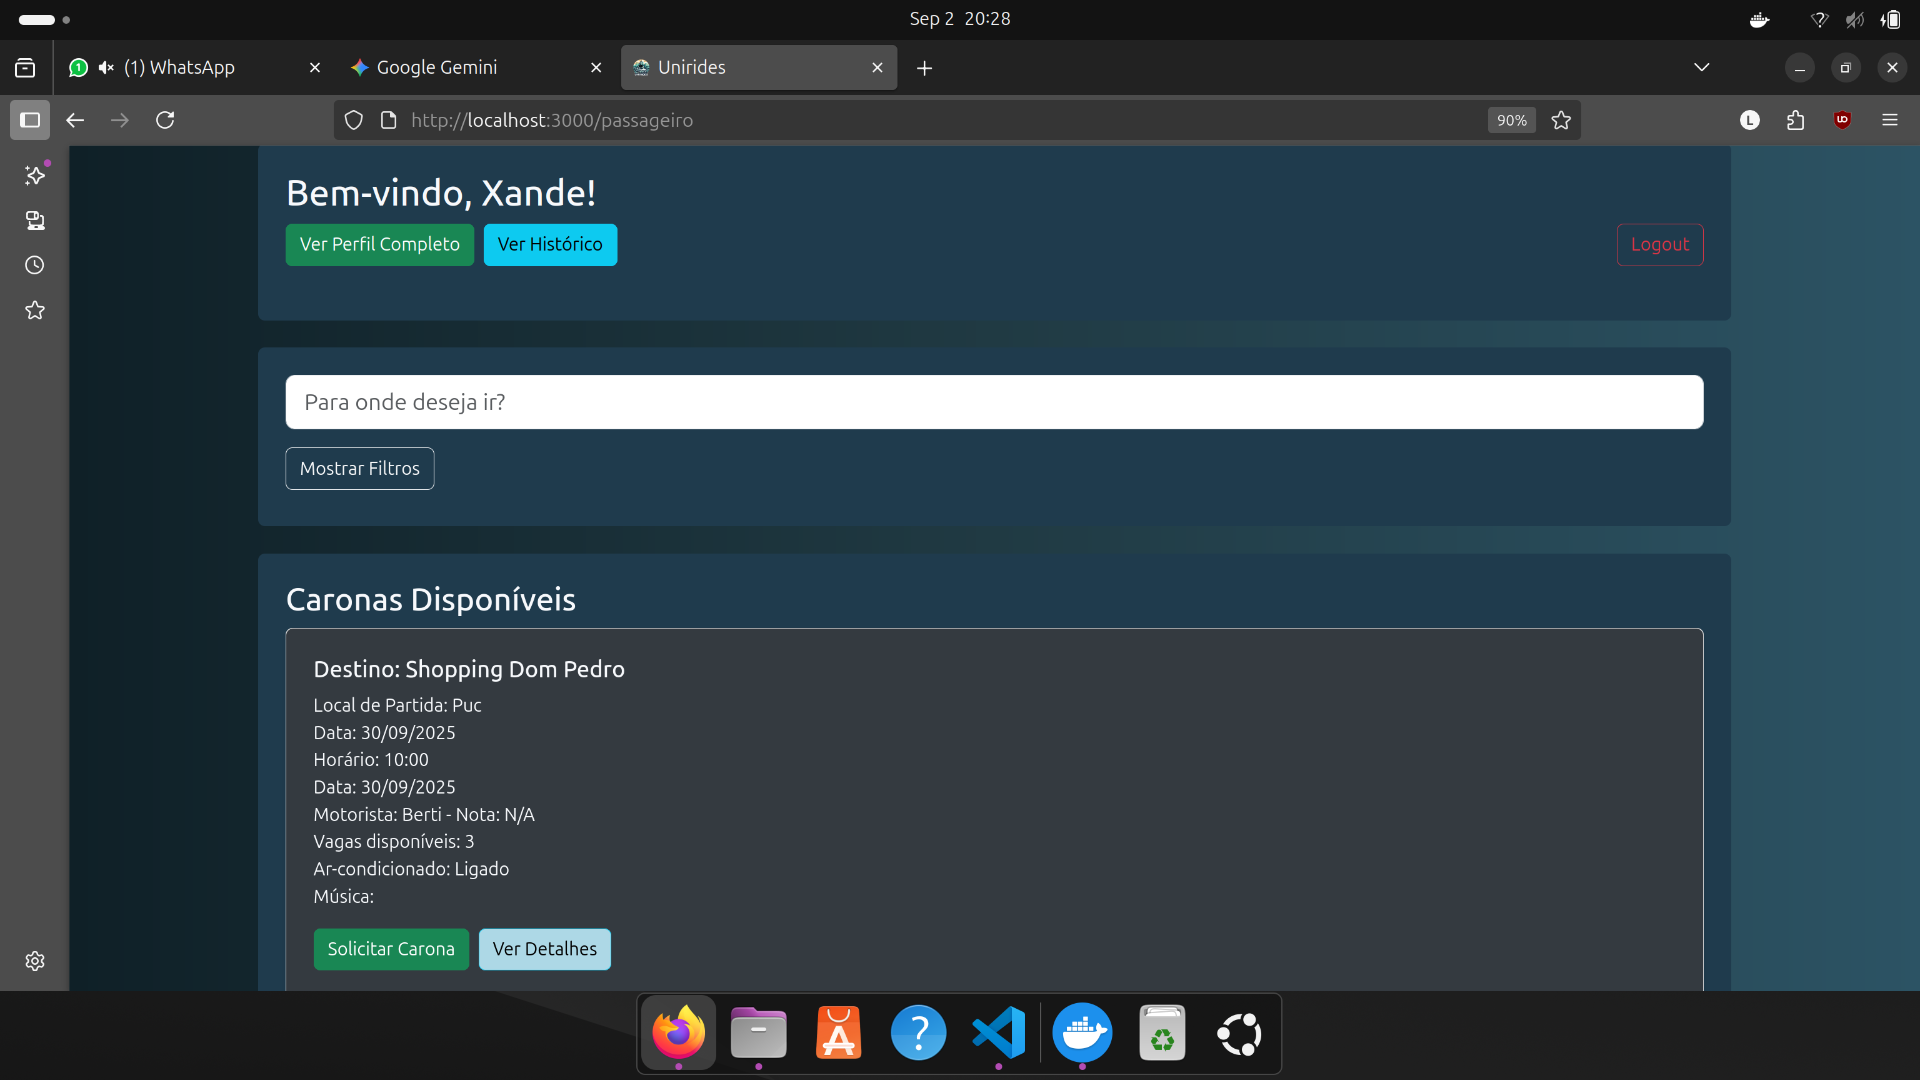 Sep 2 20:28
(1) WhatsApp
Google Gemini
Unirides
http://localhost:3000/passageiro
90%
L
Bem-vindo, Xande!
Ver Perfil Completo
Ver Histórico
Logout
Para onde deseja ir?
Mostrar Filtros
Caronas Disponíveis
Destino: Shopping Dom Pedro
Local de Partida: Puc
Data: 30/09/2025
Horário: 10:00
Data: 30/09/2025
Motorista: Berti - Nota: N/A
Vagas disponíveis: 3
Ar-condicionado: Ligado
Música:
Solicitar Carona
Ver Detalhes